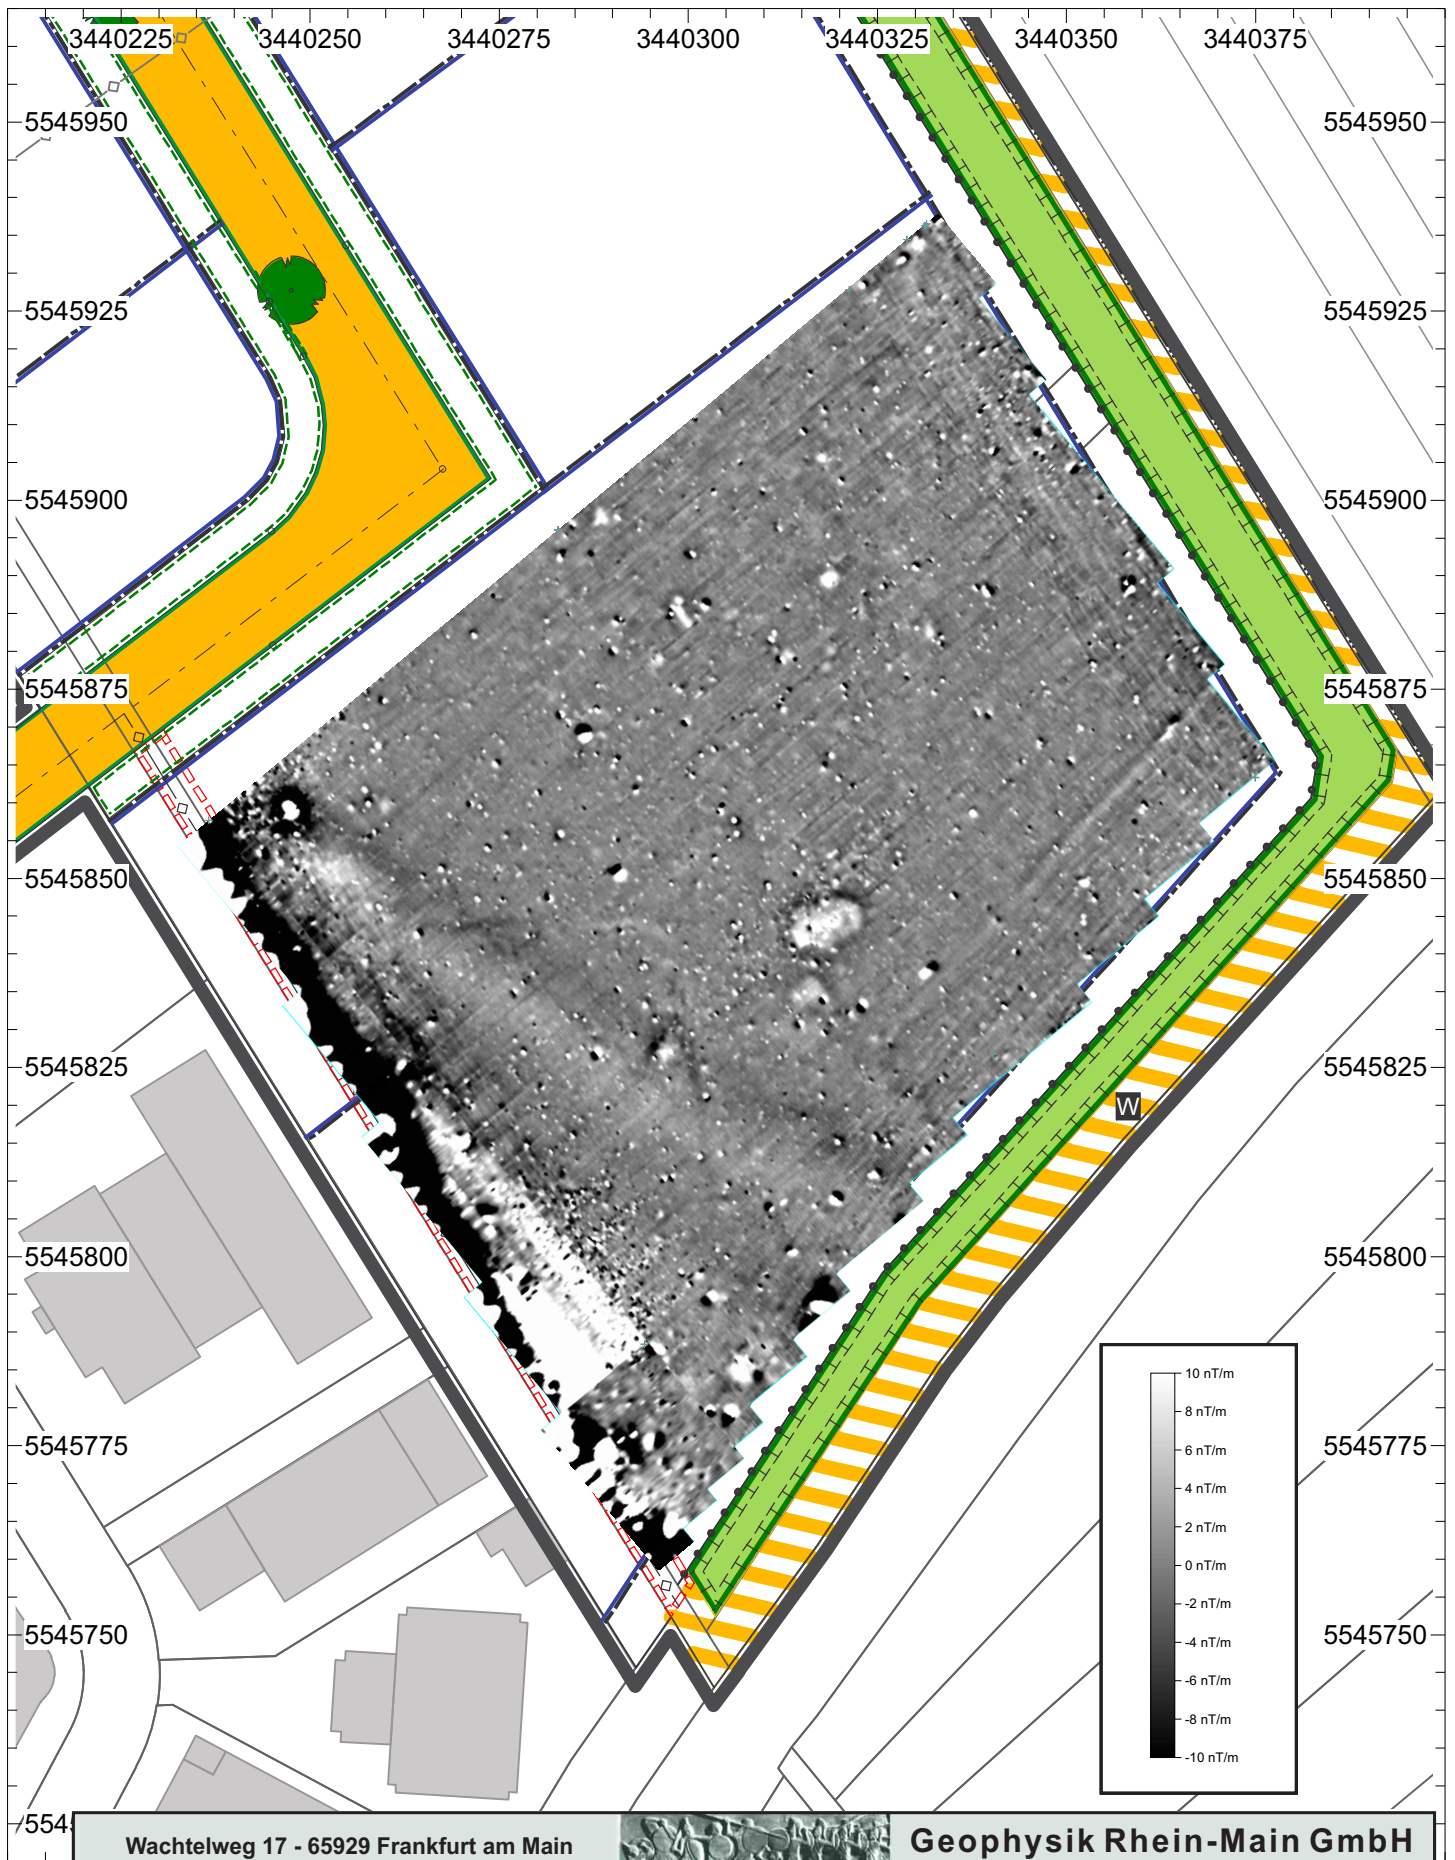 3440225 3440250 3440275 3440300 3440325 3440350 3440375
5545950 5545950
5545925 5545925
5545900 5545900
5545875 5545875
5545850 5545850
5545825 5545825
W
5545800 5545800
5545775 5545775
5545750 5545750
554
10 nT/m
8 nT/m
6 nT/m
4 nT/m
2 nT/m
0 nT/m
-2 nT/m
-4 nT/m
-6 nT/m
-8 nT/m
-10 nT/m
Wachtelweg 17 - 65929 Frankfurt am Main
Geophysik Rhein-Main GmbH